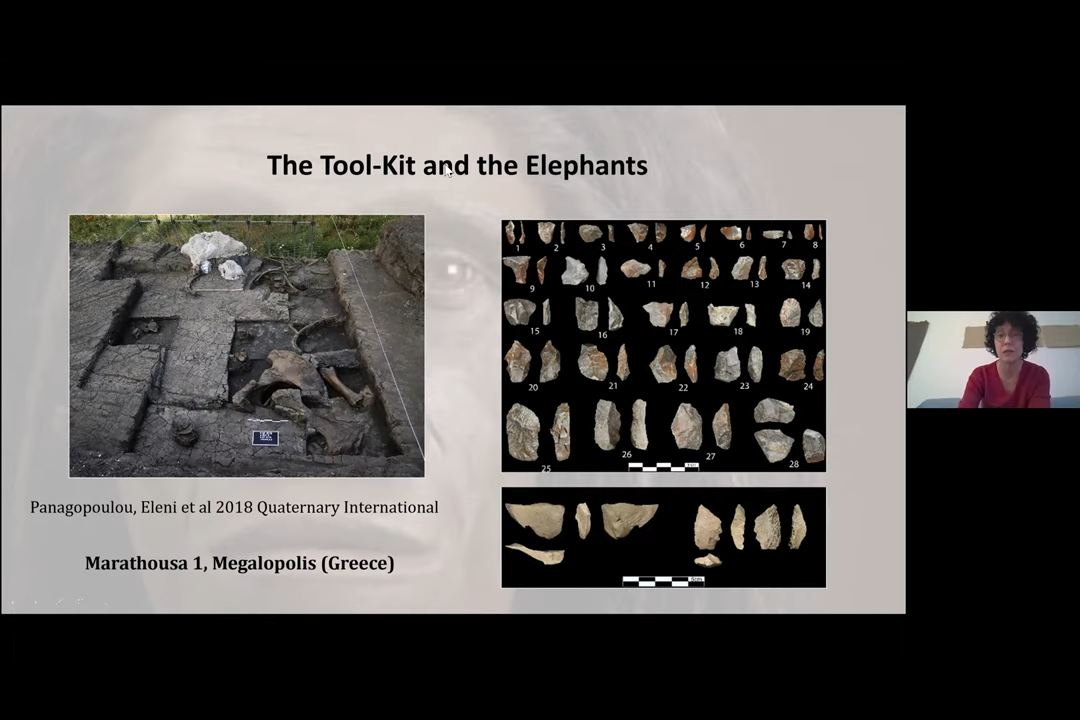 The Tool-Kit and the Elephants
1 2 3 4 5 6 7 8
9 10 11 12 13 14
15 16 17 18 19
20 21 22 23 24
25 26 27 28
Panagopoulou, Eleni et al 2018 Quaternary International
Marathousa 1, Megalopolis (Greece)